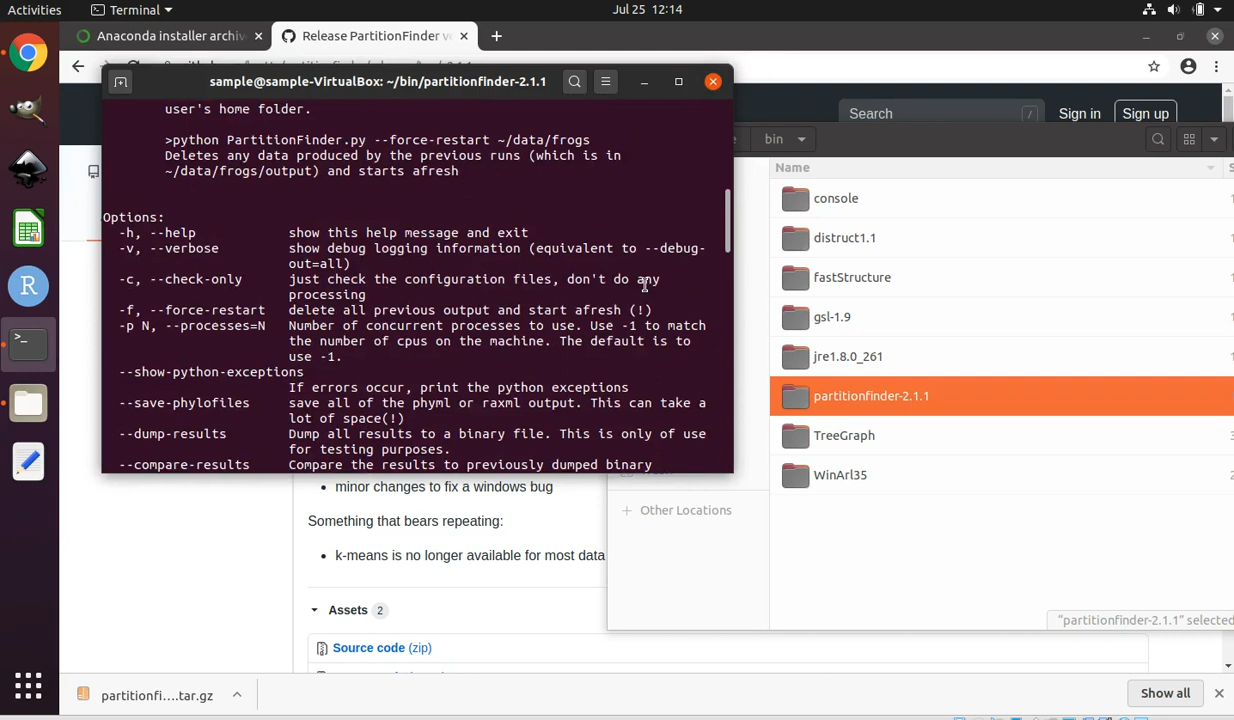 Activities
Terminal
Jul 25 12:14
Anaconda installer archiv
Release PartitionFinder v
sample@sample-VirtualBox: ~/bin/partitionfinder-2.1.1
user's home folder.
>python PartitionFinder.py --force-restart ~/data/frogs
Deletes any data produced by the previous runs (which is in
~/data/frogs/output) and starts afresh
Options:
-h, --help show this help message and exit
-v, --verbose show debug logging information (equivalent to --debug-
out=all)
-c, --check-only just check the configuration files, don't do any
processing
-f, --force-restart delete all previous output and start afresh (!)
-p N, --processes=N Number of concurrent processes to use. Use -1 to match
the number of cpus on the machine. The default is to
use -1.
--show-python-exceptions
If errors occur, print the python exceptions
--save-phylofiles save all of the phyml or raxml output. This can take a
lot of space(!)
--dump-results Dump all results to a binary file. This is only of use
for testing purposes.
--compare-results Compare the results to previously dumped binary
Search /
Sign in
Sign up
bin
Name
console
distruct1.1
fastStructure
gsl-1.9
jre1.8.0_261
partitionfinder-2.1.1
TreeGraph
WinArl35
+ Other Locations
"partitionfinder-2.1.1" selected
minor changes to fix a windows bug
Something that bears repeating:
k-means is no longer available for most data
Assets 2
Source code (zip)
partitionfi....tar.gz
Show all